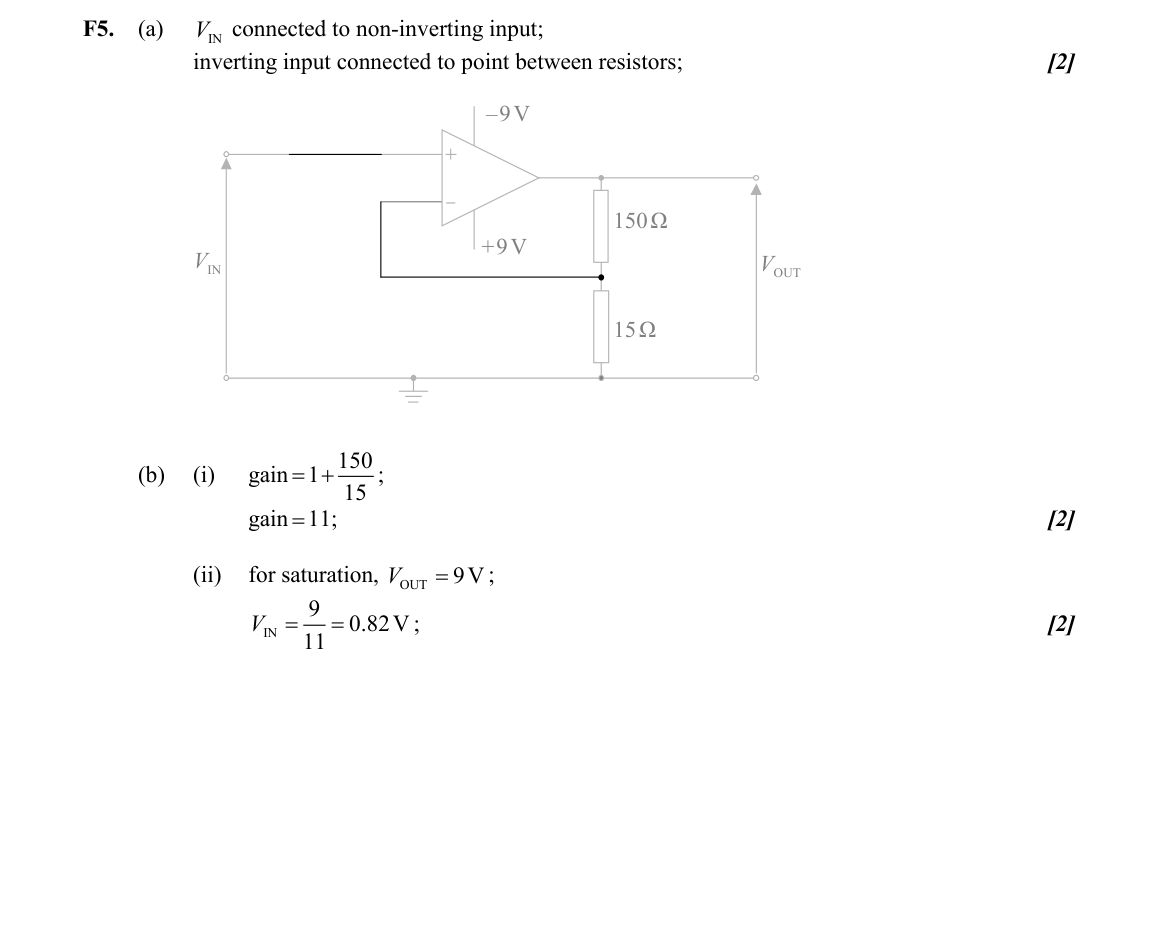 F5. (a) V_IN connected to non-inverting input;
inverting input connected to point between resistors; [2]
−9 V
+
−
+9 V
150 Ω
V_IN
V_OUT
15 Ω
(b) (i) gain = 1 + 150/15 ;
gain = 11; [2]
(ii) for saturation, V_OUT = 9 V ;
V_IN = 9/11 = 0.82 V ; [2]